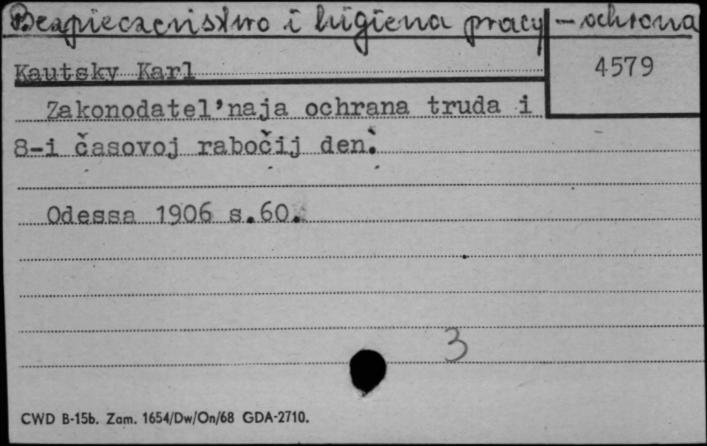 Bezpieczeństwo i higiena pracy - ochrona
Kautsky Karl
4579
Zakonodatel'naja ochrana truda i
8-i časovoj rabočij den'.
Odessa 1906 s.60.
3
CWD B-15b. Zam. 1654/Dw/On/68 GDA-2710.